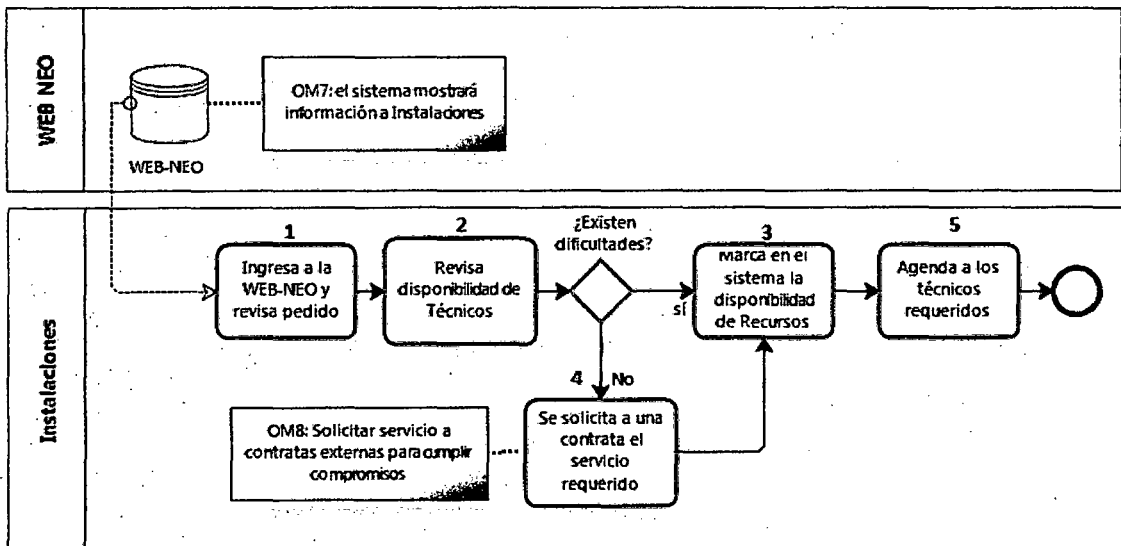 WEB NEO
WEB-NEO
OM7: el sistema mostrará
información a Instalaciones
Instalaciones
1
Ingresa a la
WEB-NEO y
revisa pedido
2
Revisa
disponibilidad de
Técnicos
¿Existen
dificultades?
sí
No
3
Marca en el
sistema la
disponibilidad
de Recursos
5
Agenda a los
técnicos
requeridos
4
Se solicita a una
contrata el
servicio
requerido
OM8: Solicitar servicio a
contratas externas para cumplir
compromisos